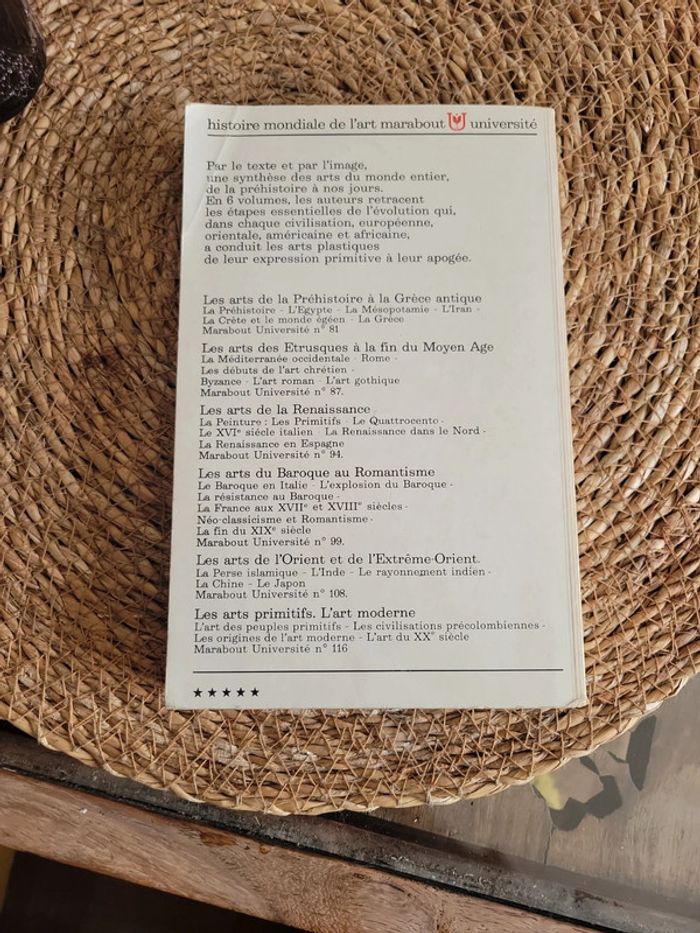 histoire mondiale de l'art marabout université
Par le texte et par l'image,
une synthèse des arts du monde entier,
de la préhistoire à nos jours.
En 6 volumes, les auteurs retracent
les étapes essentielles de l'évolution qui,
dans chaque civilisation, européenne,
orientale, américaine et africaine,
a conduit les arts plastiques
de leur expression primitive à leur apogée.
Les arts de la Préhistoire à la Grèce antique
La Préhistoire - L'Egypte - La Mésopotamie - L'Iran -
La Crète et le monde égéen - La Grèce
Marabout Université n° 81
Les arts des Etrusques à la fin du Moyen Age
La Méditerranée occidentale - Rome -
Les débuts de l'art chrétien -
Byzance - L'art roman - L'art gothique
Marabout Université n° 87.
Les arts de la Renaissance
La Peinture : Les Primitifs - Le Quattrocento -
Le XVIe siécle italien - La Renaissance dans le Nord -
La Renaissance en Espagne
Marabout Université n° 94.
Les arts du Baroque au Romantisme
Le Baroque en Italie - L'explosion du Baroque -
La résistance au Baroque -
La France aux XVIIe et XVIIIe siècles -
Néo-classicisme et Romantisme -
La fin du XIXe siècle
Marabout Université n° 99.
Les arts de l'Orient et de l'Extrême-Orient.
La Perse islamique - L'Inde - Le rayonnement indien -
La Chine - Le Japon
Marabout Université n° 108.
Les arts primitifs. L'art moderne
L'art des peuples primitifs - Les civilisations précolombiennes -
Les origines de l'art moderne - L'art du XXe siècle
Marabout Université n° 116
★★★★★